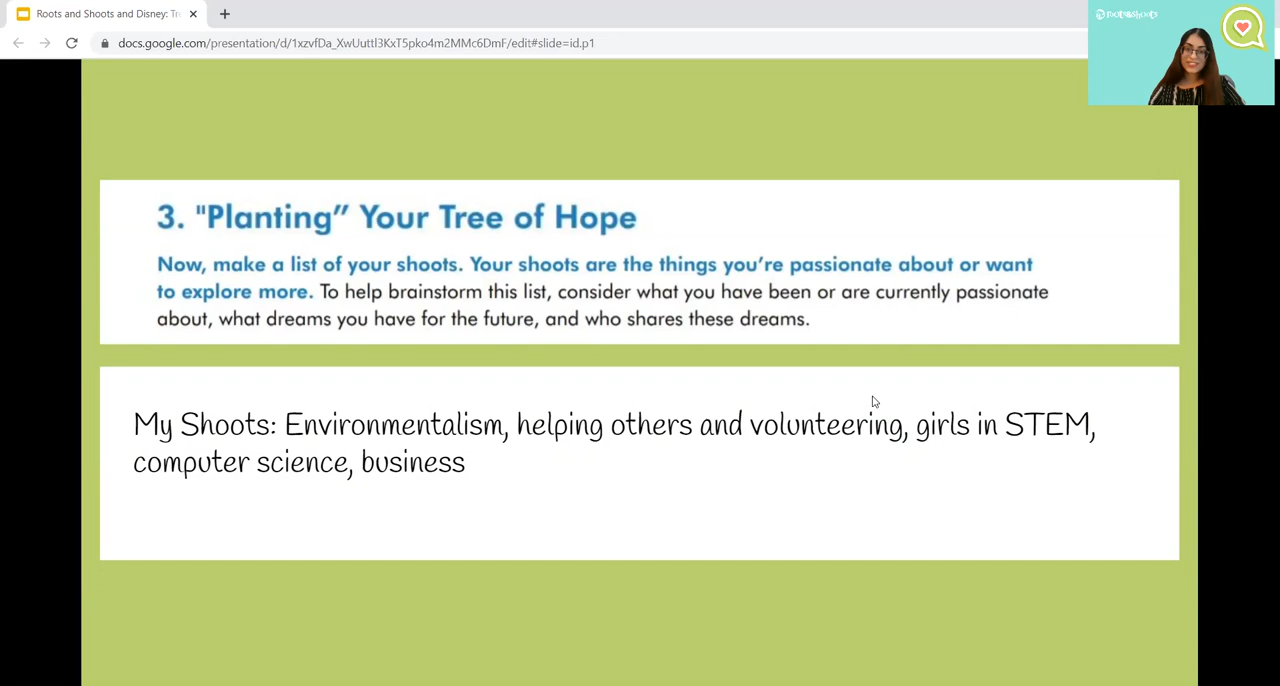 Roots and Shoots and Disney: Tr
docs.google.com/presentation/d/1xzvfDa_XwUuttl3KxT5pko4m2MMc6DmF/edit#slide=id.p1
roots&shoots
3. "Planting” Your Tree of Hope
Now, make a list of your shoots. Your shoots are the things you’re passionate about or want
to explore more. To help brainstorm this list, consider what you have been or are currently passionate
about, what dreams you have for the future, and who shares these dreams.
My Shoots: Environmentalism, helping others and volunteering, girls in STEM,
computer science, business